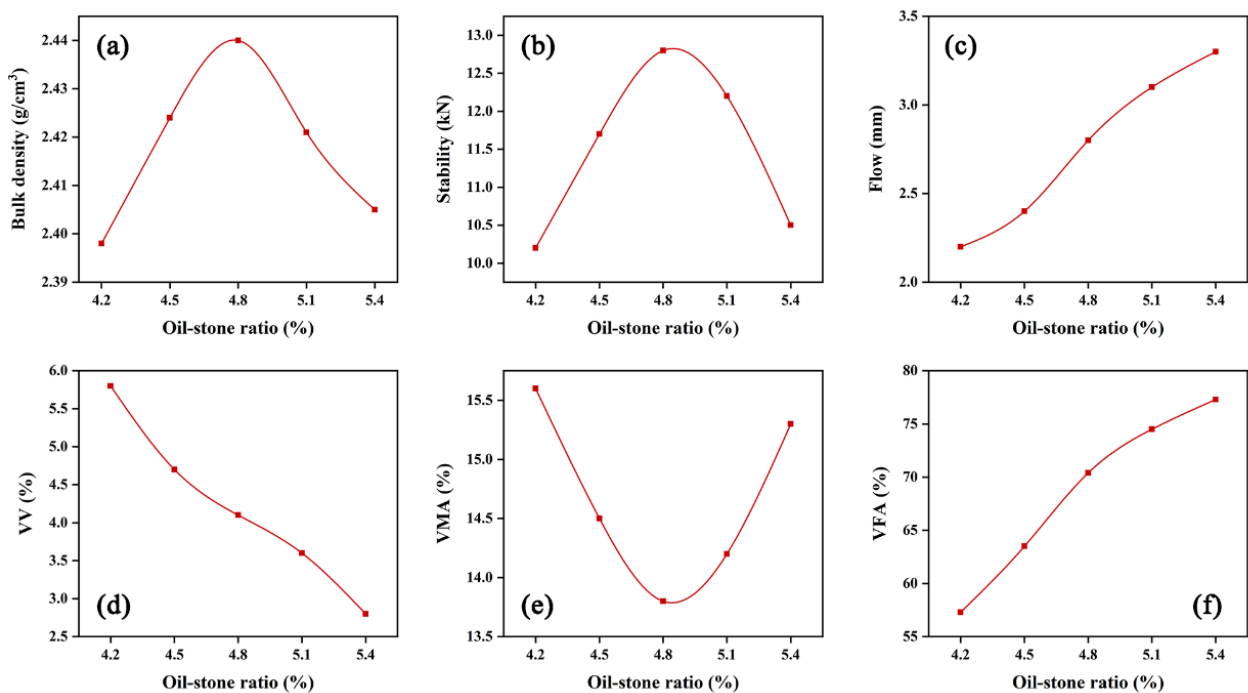 (a)
Bulk density (g/cm³)
2.44
2.43
2.42
2.41
2.40
2.39
4.2 4.5 4.8 5.1 5.4
Oil-stone ratio (%)
(b)
Stability (kN)
13.0
12.5
12.0
11.5
11.0
10.5
10.0
4.2 4.5 4.8 5.1 5.4
Oil-stone ratio (%)
(c)
Flow (mm)
3.5
3.0
2.5
2.0
4.2 4.5 4.8 5.1 5.4
Oil-stone ratio (%)
(d)
VV (%)
6.0
5.5
5.0
4.5
4.0
3.5
3.0
2.5
4.2 4.5 4.8 5.1 5.4
Oil-stone ratio (%)
(e)
VMA (%)
15.5
15.0
14.5
14.0
13.5
4.2 4.5 4.8 5.1 5.4
Oil-stone ratio (%)
(f)
VFA (%)
80
75
70
65
60
55
4.2 4.5 4.8 5.1 5.4
Oil-stone ratio (%)